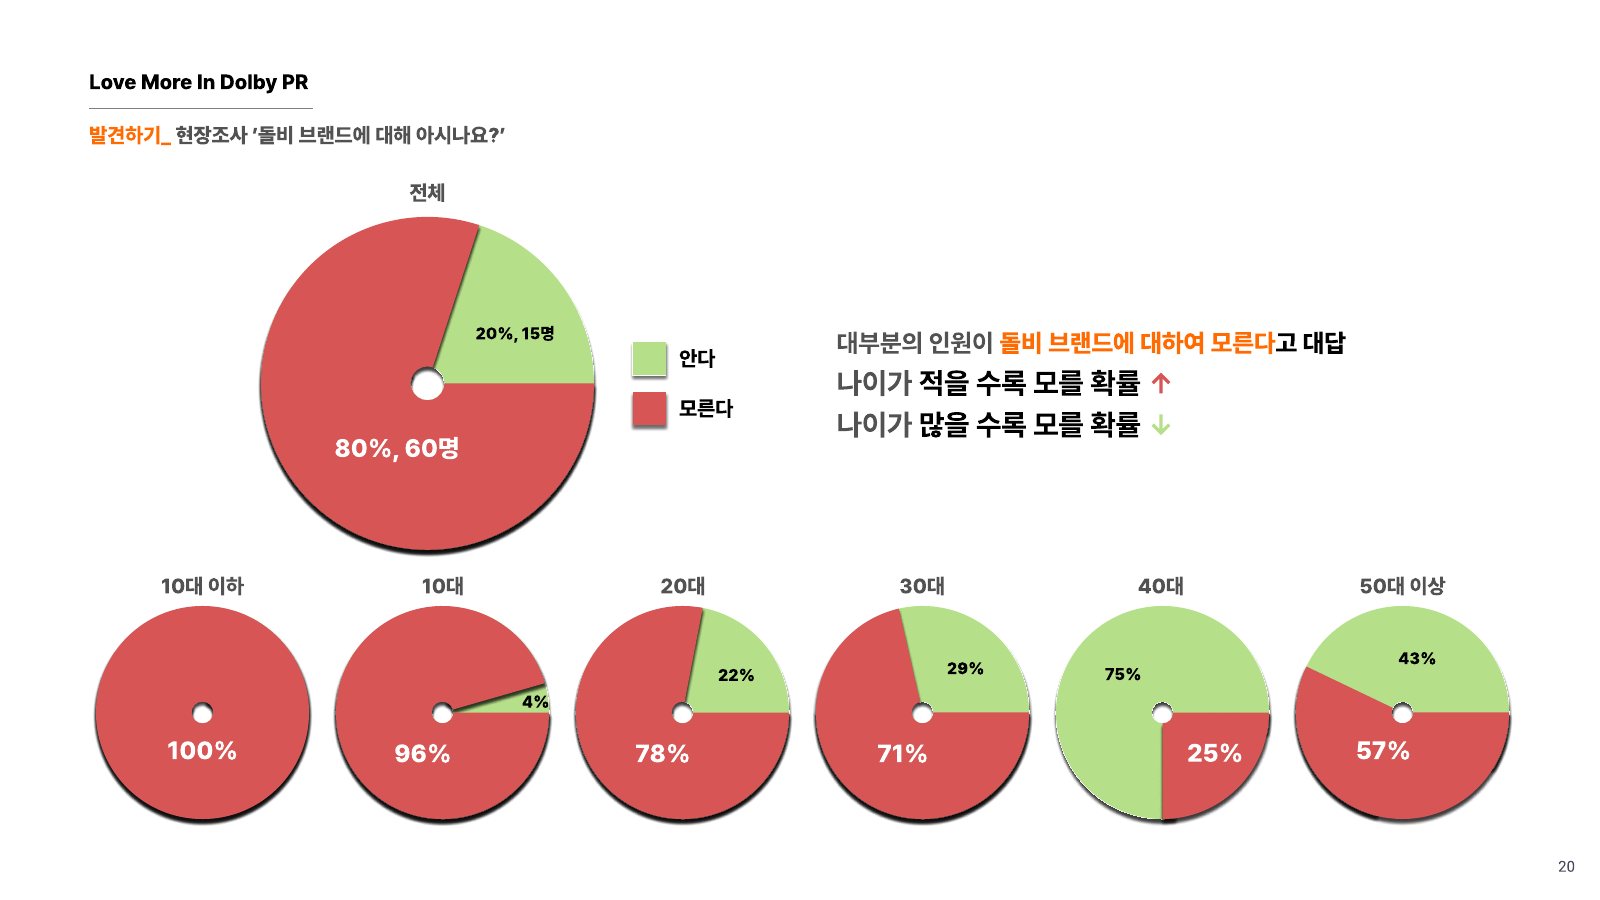 Love More In Dolby PR
발견하기_ 현장조사 '돌비 브랜드에 대해 아시나요?'
전체
20%, 15명
80%, 60명
안다
모른다
대부분의 인원이 돌비 브랜드에 대하여 모른다고 대답
나이가 적을 수록 모를 확률 ↑
나이가 많을 수록 모를 확률 ↓
10대 이하
100%
10대
4%
96%
20대
22%
78%
30대
29%
71%
40대
75%
25%
50대 이상
43%
57%
20